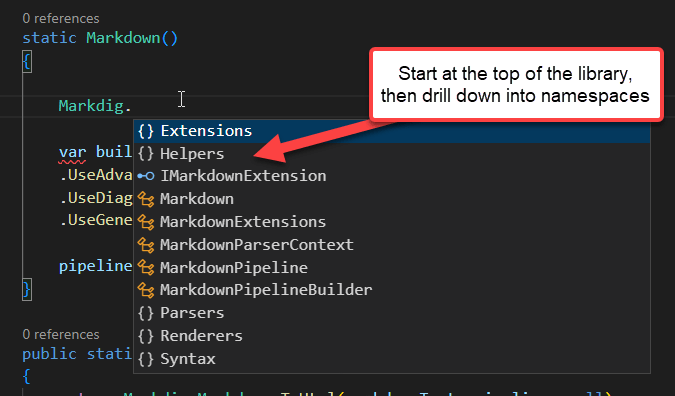 0 references
static Markdown()
{
Start at the top of the library,
then drill down into namespaces
Markdig.
{} Extensions
var buil
{} Helpers
.UseAdva
IMarkdownExtension
.UseDiag
Markdown
.UseGene
MarkdownExtensions
MarkdownParserContext
pipeline
MarkdownPipeline
}
MarkdownPipelineBuilder
{} Parsers
0 references
{} Renderers
public stati
{} Syntax
{